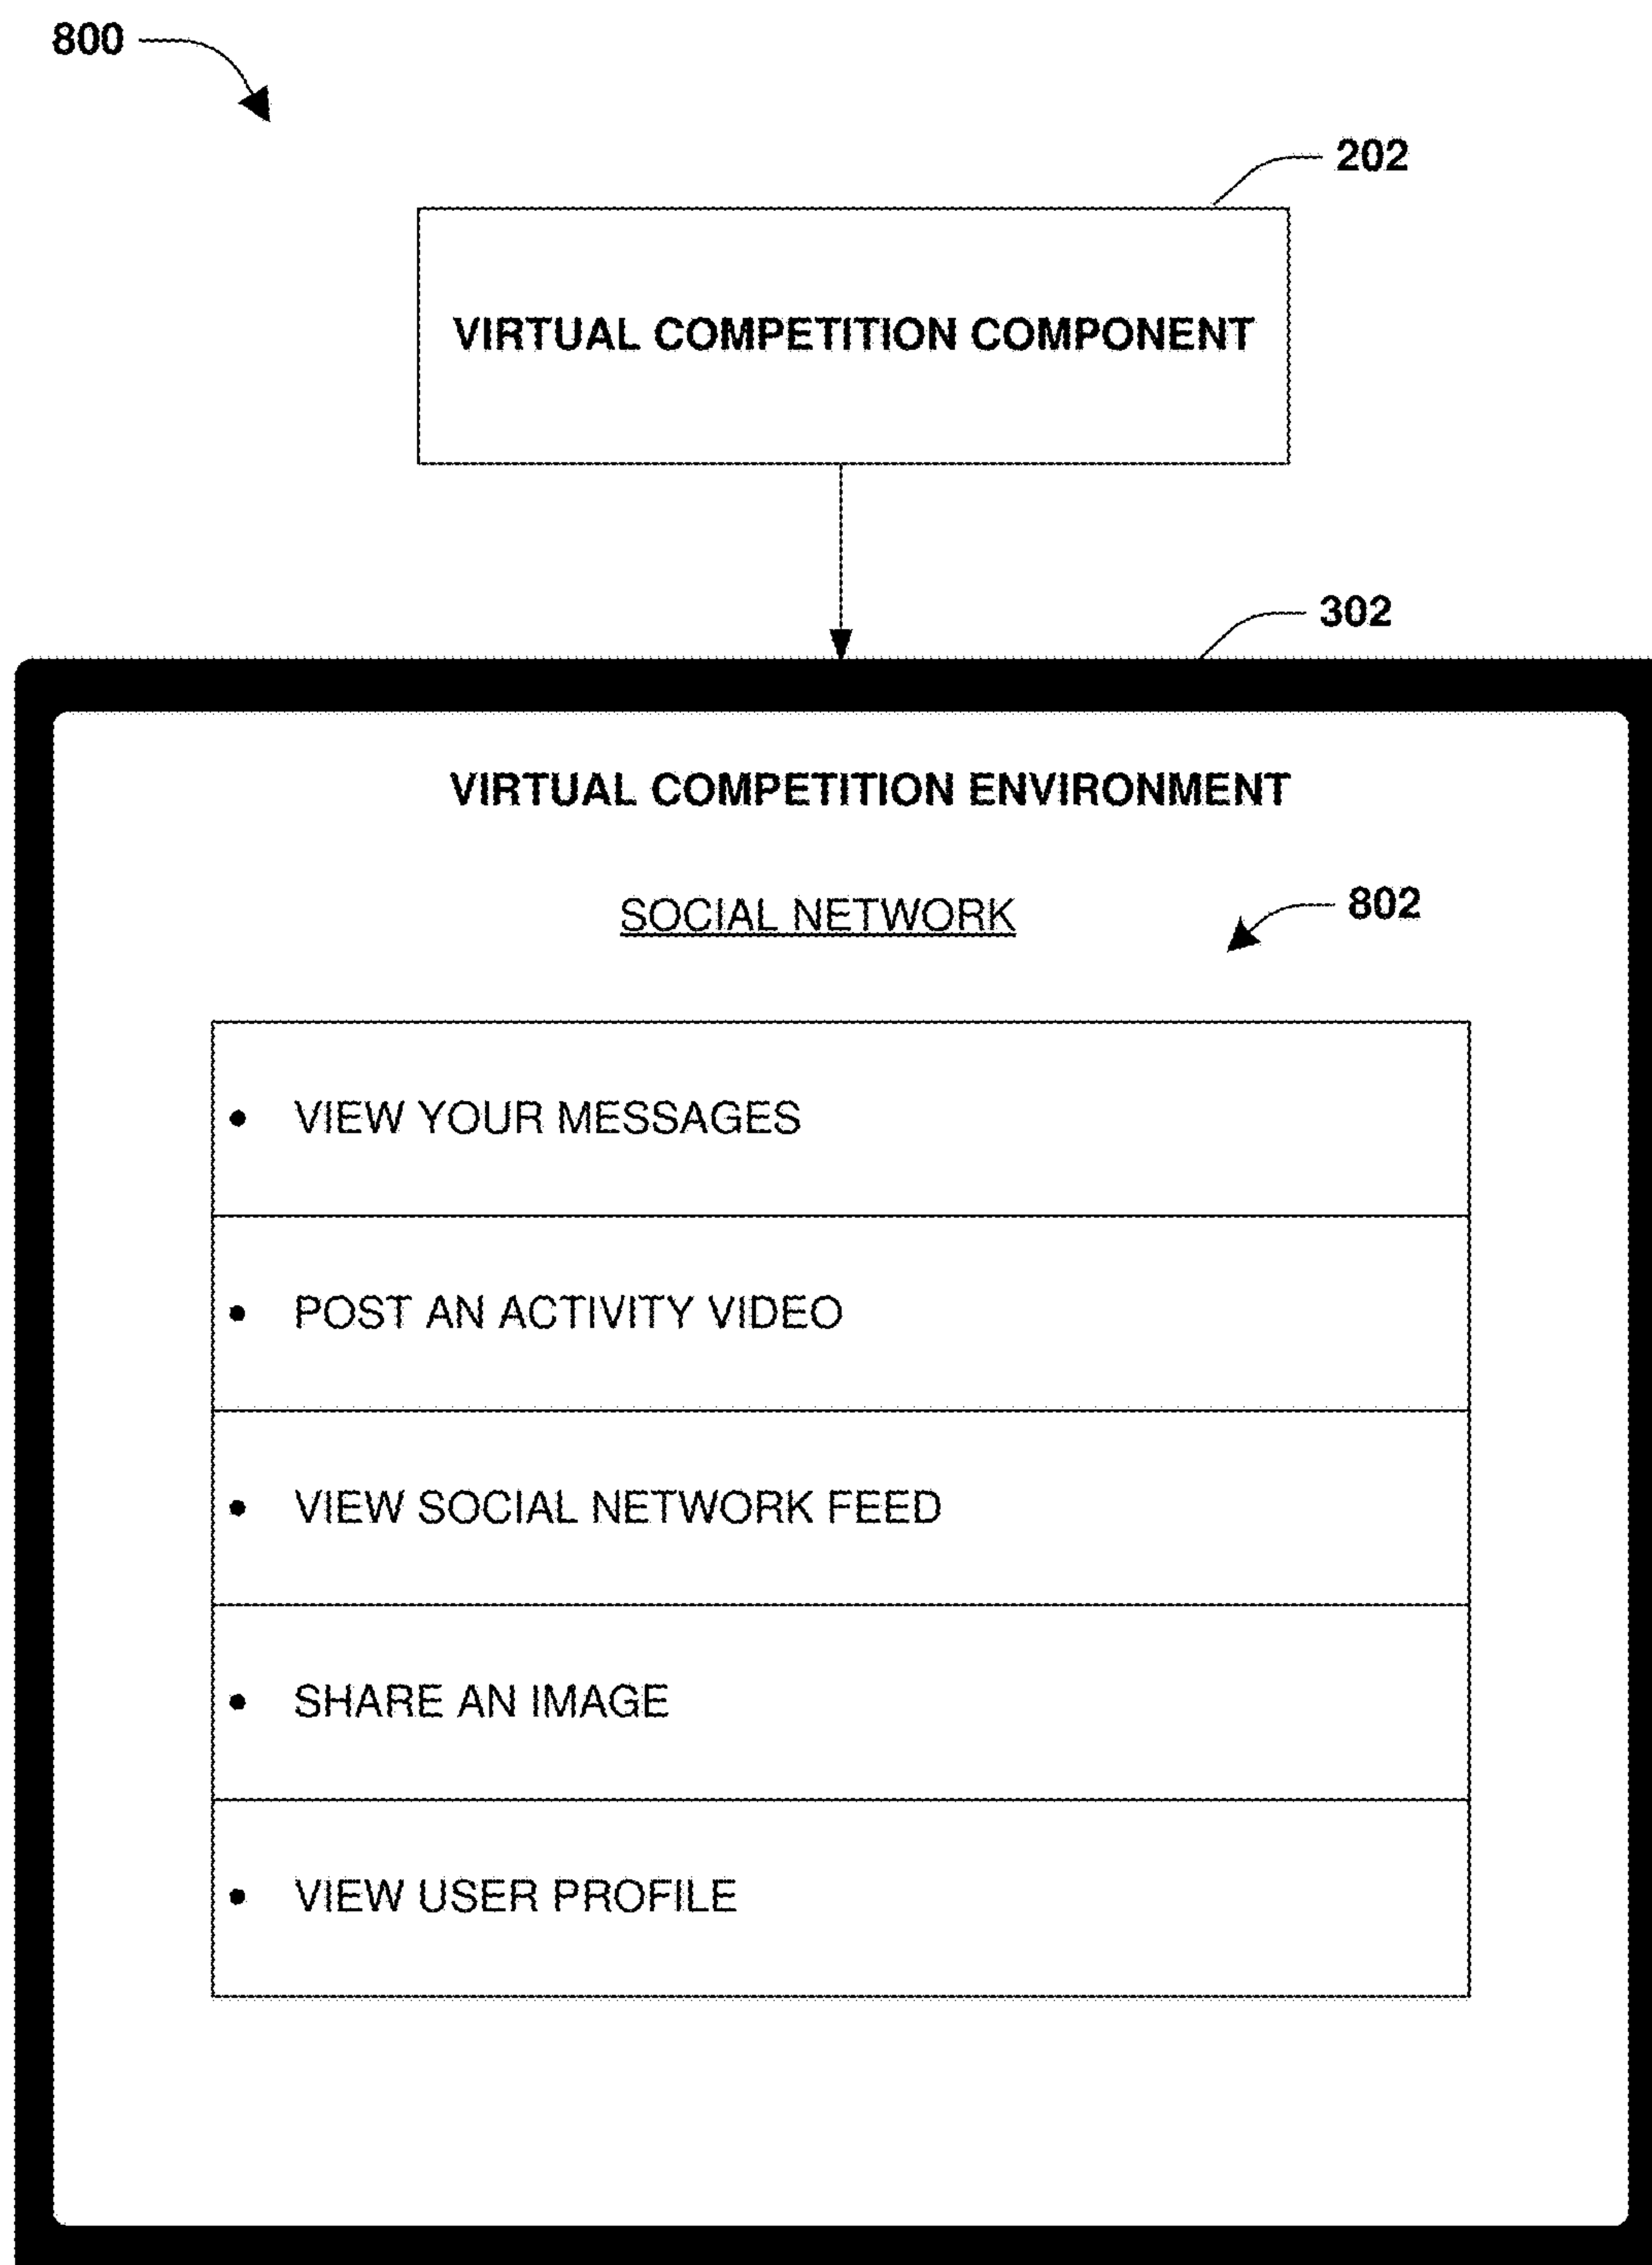 800
202
VIRTUAL COMPETITION COMPONENT
302
VIRTUAL COMPETITION ENVIRONMENT
SOCIAL NETWORK
802
• VIEW YOUR MESSAGES
• POST AN ACTIVITY VIDEO
• VIEW SOCIAL NETWORK FEED
• SHARE AN IMAGE
• VIEW USER PROFILE